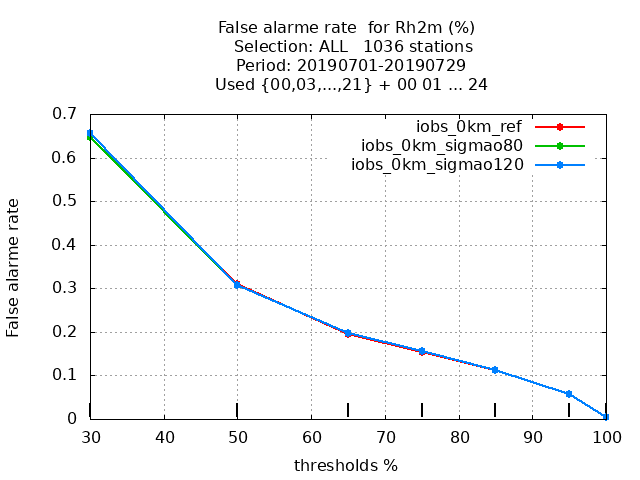 False alarme rate  for Rh2m (%)
Selection: ALL   1036 stations
Period: 20190701-20190729
Used {00,03,...,21} + 00 01 ... 24
iobs_0km_ref
iobs_0km_sigmao80
iobs_0km_sigmao120
False alarme rate
0.7
0.6
0.5
0.4
0.3
0.2
0.1
0
30 40 50 60 70 80 90 100
thresholds %